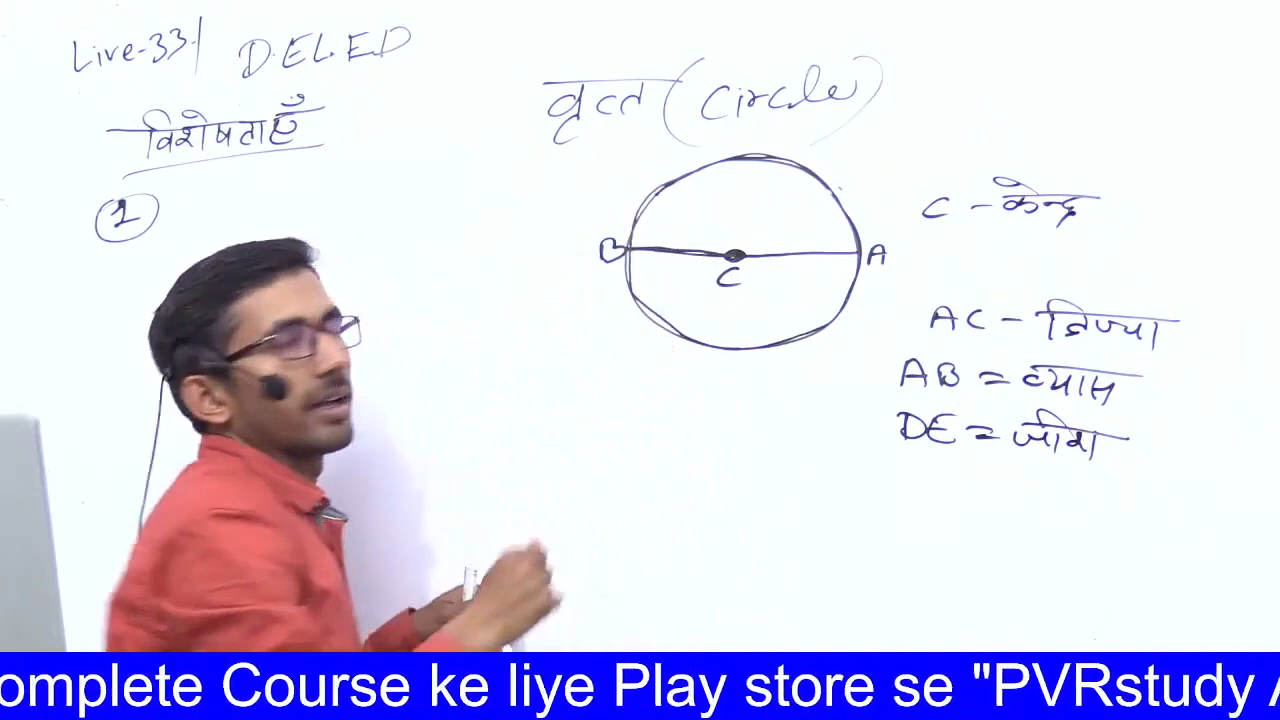 Live-33
D.EL.ED
विशेषताएँ
1
वृत्त (Circle)
B
C
A
C - केन्द्र
AC - त्रिज्या
AB = व्यास
DE = जीवा
omplete Course ke liye Play store se "PVRstudy A